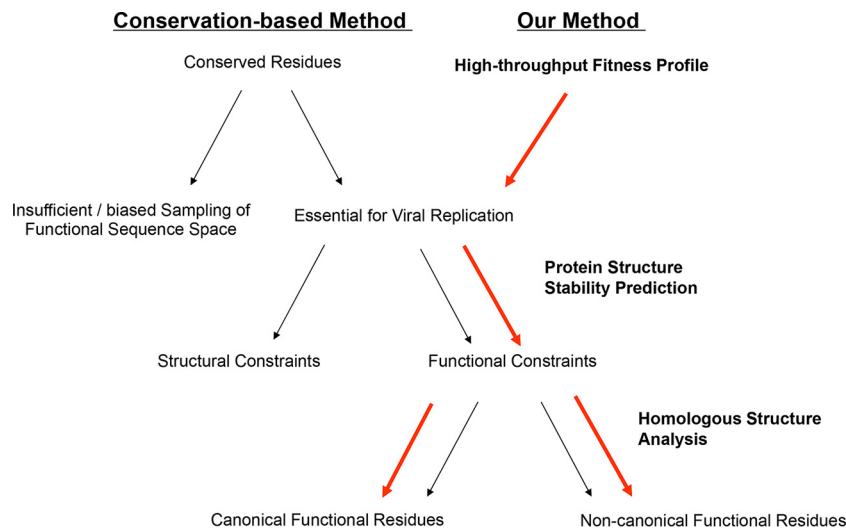 Conservation-based Method
Our Method
Conserved Residues
High-throughput Fitness Profile
Insufficient / biased Sampling of
Functional Sequence Space
Essential for Viral Replication
Protein Structure
Stability Prediction
Structural Constraints
Functional Constraints
Homologous Structure
Analysis
Canonical Functional Residues
Non-canonical Functional Residues